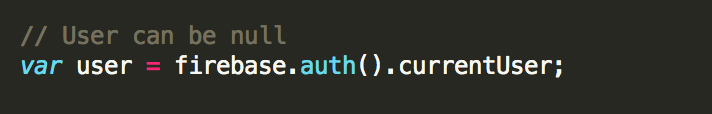 // User can be null
var user = firebase.auth().currentUser;